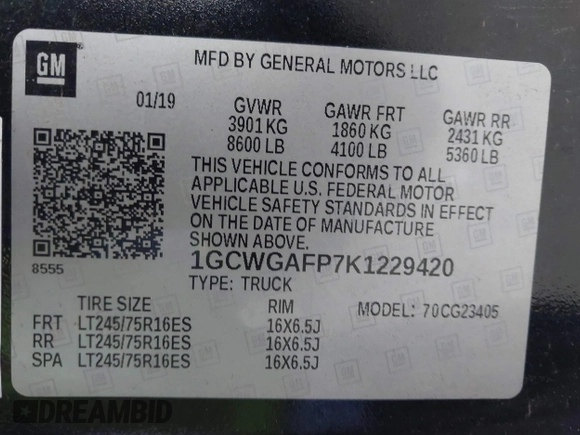 GM
MFD BY GENERAL MOTORS LLC
01/19 GVWR GAWR FRT GAWR RR
3901 KG 1860 KG 2431 KG
8600 LB 4100 LB 5360 LB
THIS VEHICLE CONFORMS TO ALL
APPLICABLE U.S. FEDERAL MOTOR
VEHICLE SAFETY STANDARDS IN EFFECT
ON THE DATE OF MANUFACTURE
SHOWN ABOVE.
8555
1GCWGAFP7K1229420
TYPE: TRUCK
TIRE SIZE RIM MODEL: 70CG23405
FRT LT245/75R16ES 16X6.5J
RR LT245/75R16ES 16X6.5J
SPA LT245/75R16ES 16X6.5J
DREAMBID